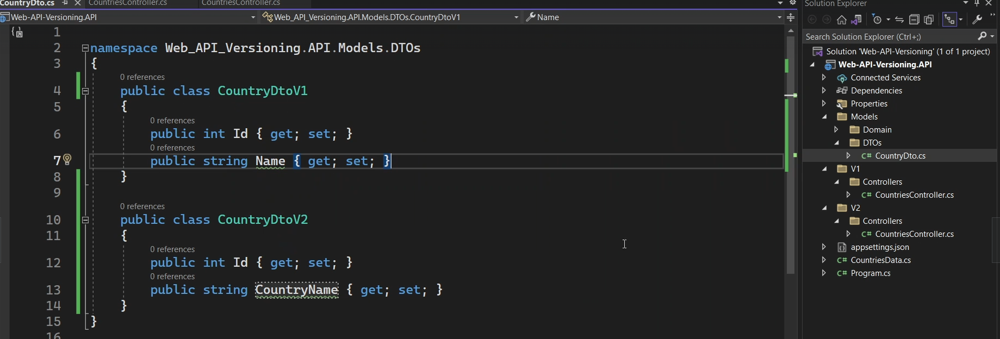 CountryDto.cs
CountriesController.cs
CountriesController.cs
Web-API-Versioning.API
Web_API_Versioning.API.Models.DTOs.CountryDtoV1
Name
1
2 namespace Web_API_Versioning.API.Models.DTOs
3 {
0 references
4 public class CountryDtoV1
5 {
0 references
6 public int Id { get; set; }
0 references
7 public string Name { get; set; }
8 }
9
0 references
10 public class CountryDtoV2
11 {
0 references
12 public int Id { get; set; }
0 references
13 public string CountryName { get; set; }
14 }
15 }
16
Solution Explorer
Search Solution Explorer (Ctrl+;)
Solution 'Web-API-Versioning' (1 of 1 project)
Web-API-Versioning.API
Connected Services
Dependencies
Properties
Models
Domain
DTOs
C# CountryDto.cs
V1
Controllers
C# CountriesController.cs
V2
Controllers
C# CountriesController.cs
appsettings.json
C# CountriesData.cs
C# Program.cs